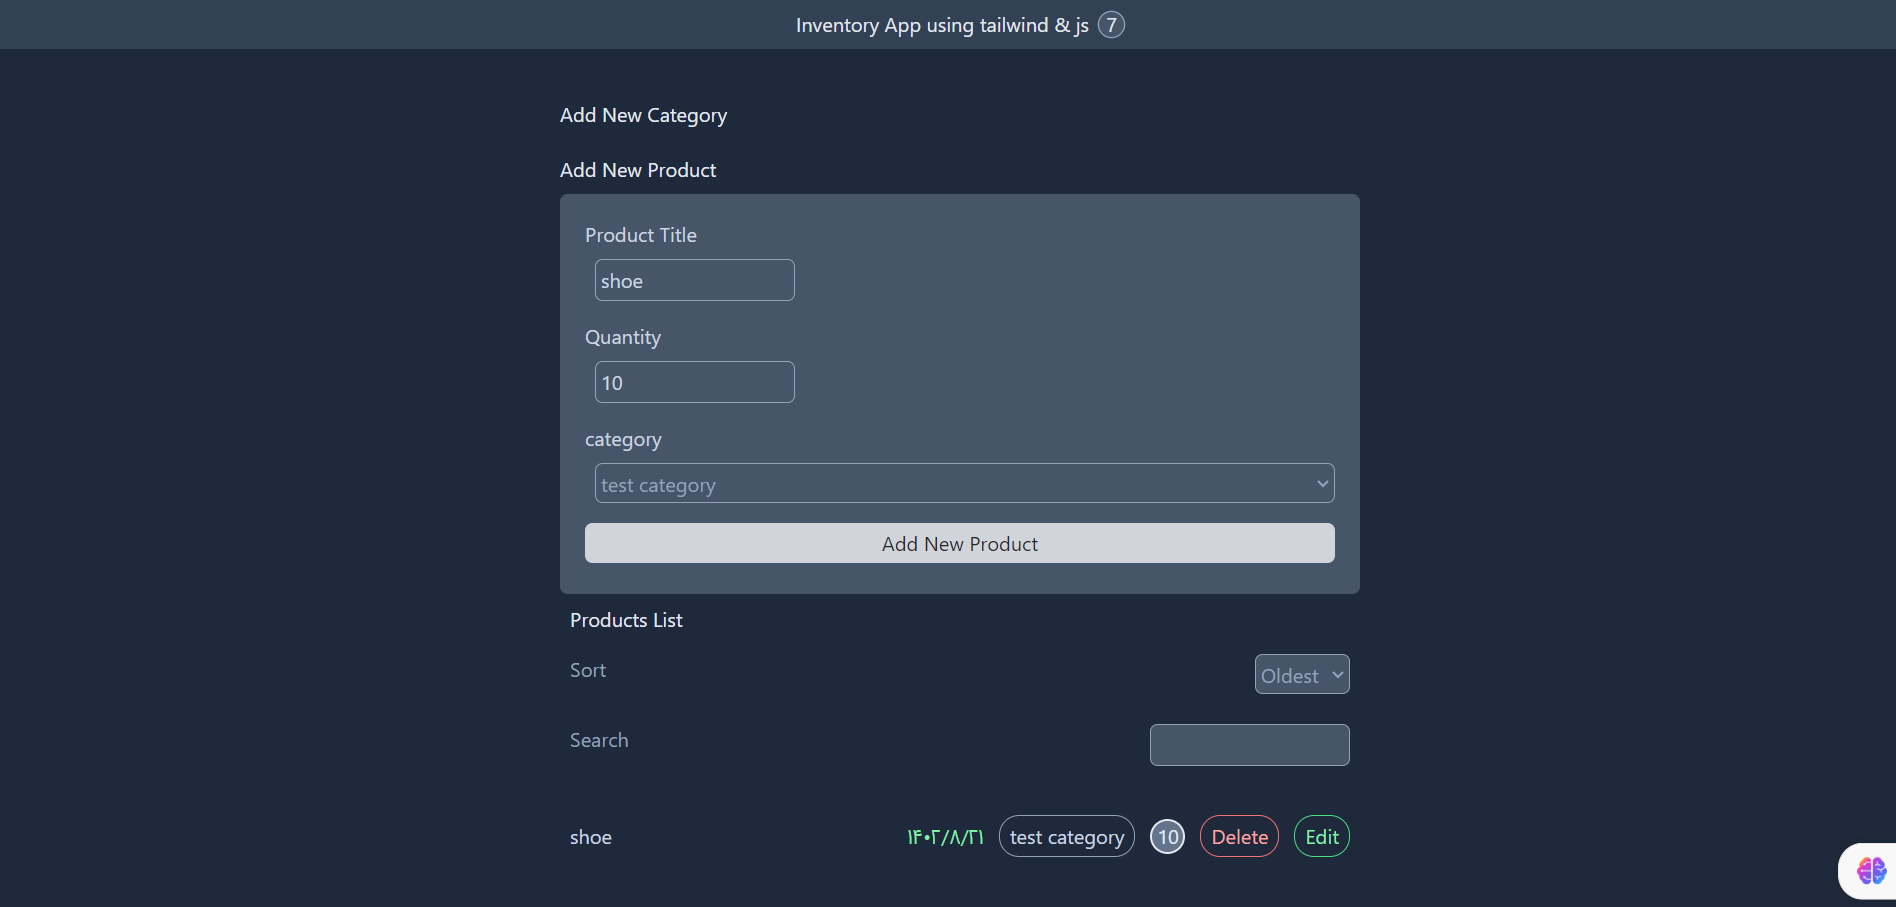 Inventory App using tailwind & js 7
Add New Category
Add New Product
Product Title
shoe
Quantity
10
category
test category
Add New Product
Products List
Sort
Oldest
Search
shoe ۱۴۰۲/۸/۲۱ test category 10 Delete Edit